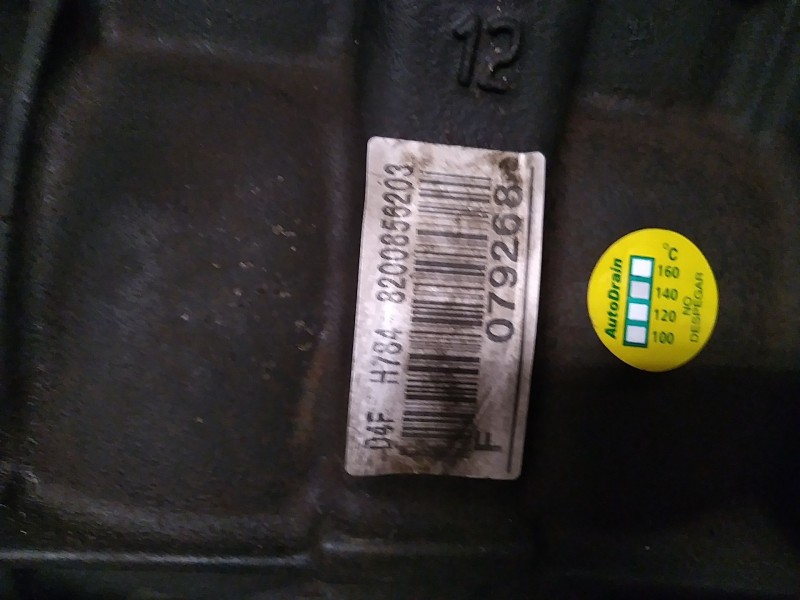 12
D4F H784 8200856203
F 079268
AutoDrain
°C
160
140
120
100
NO
DESPEGAR